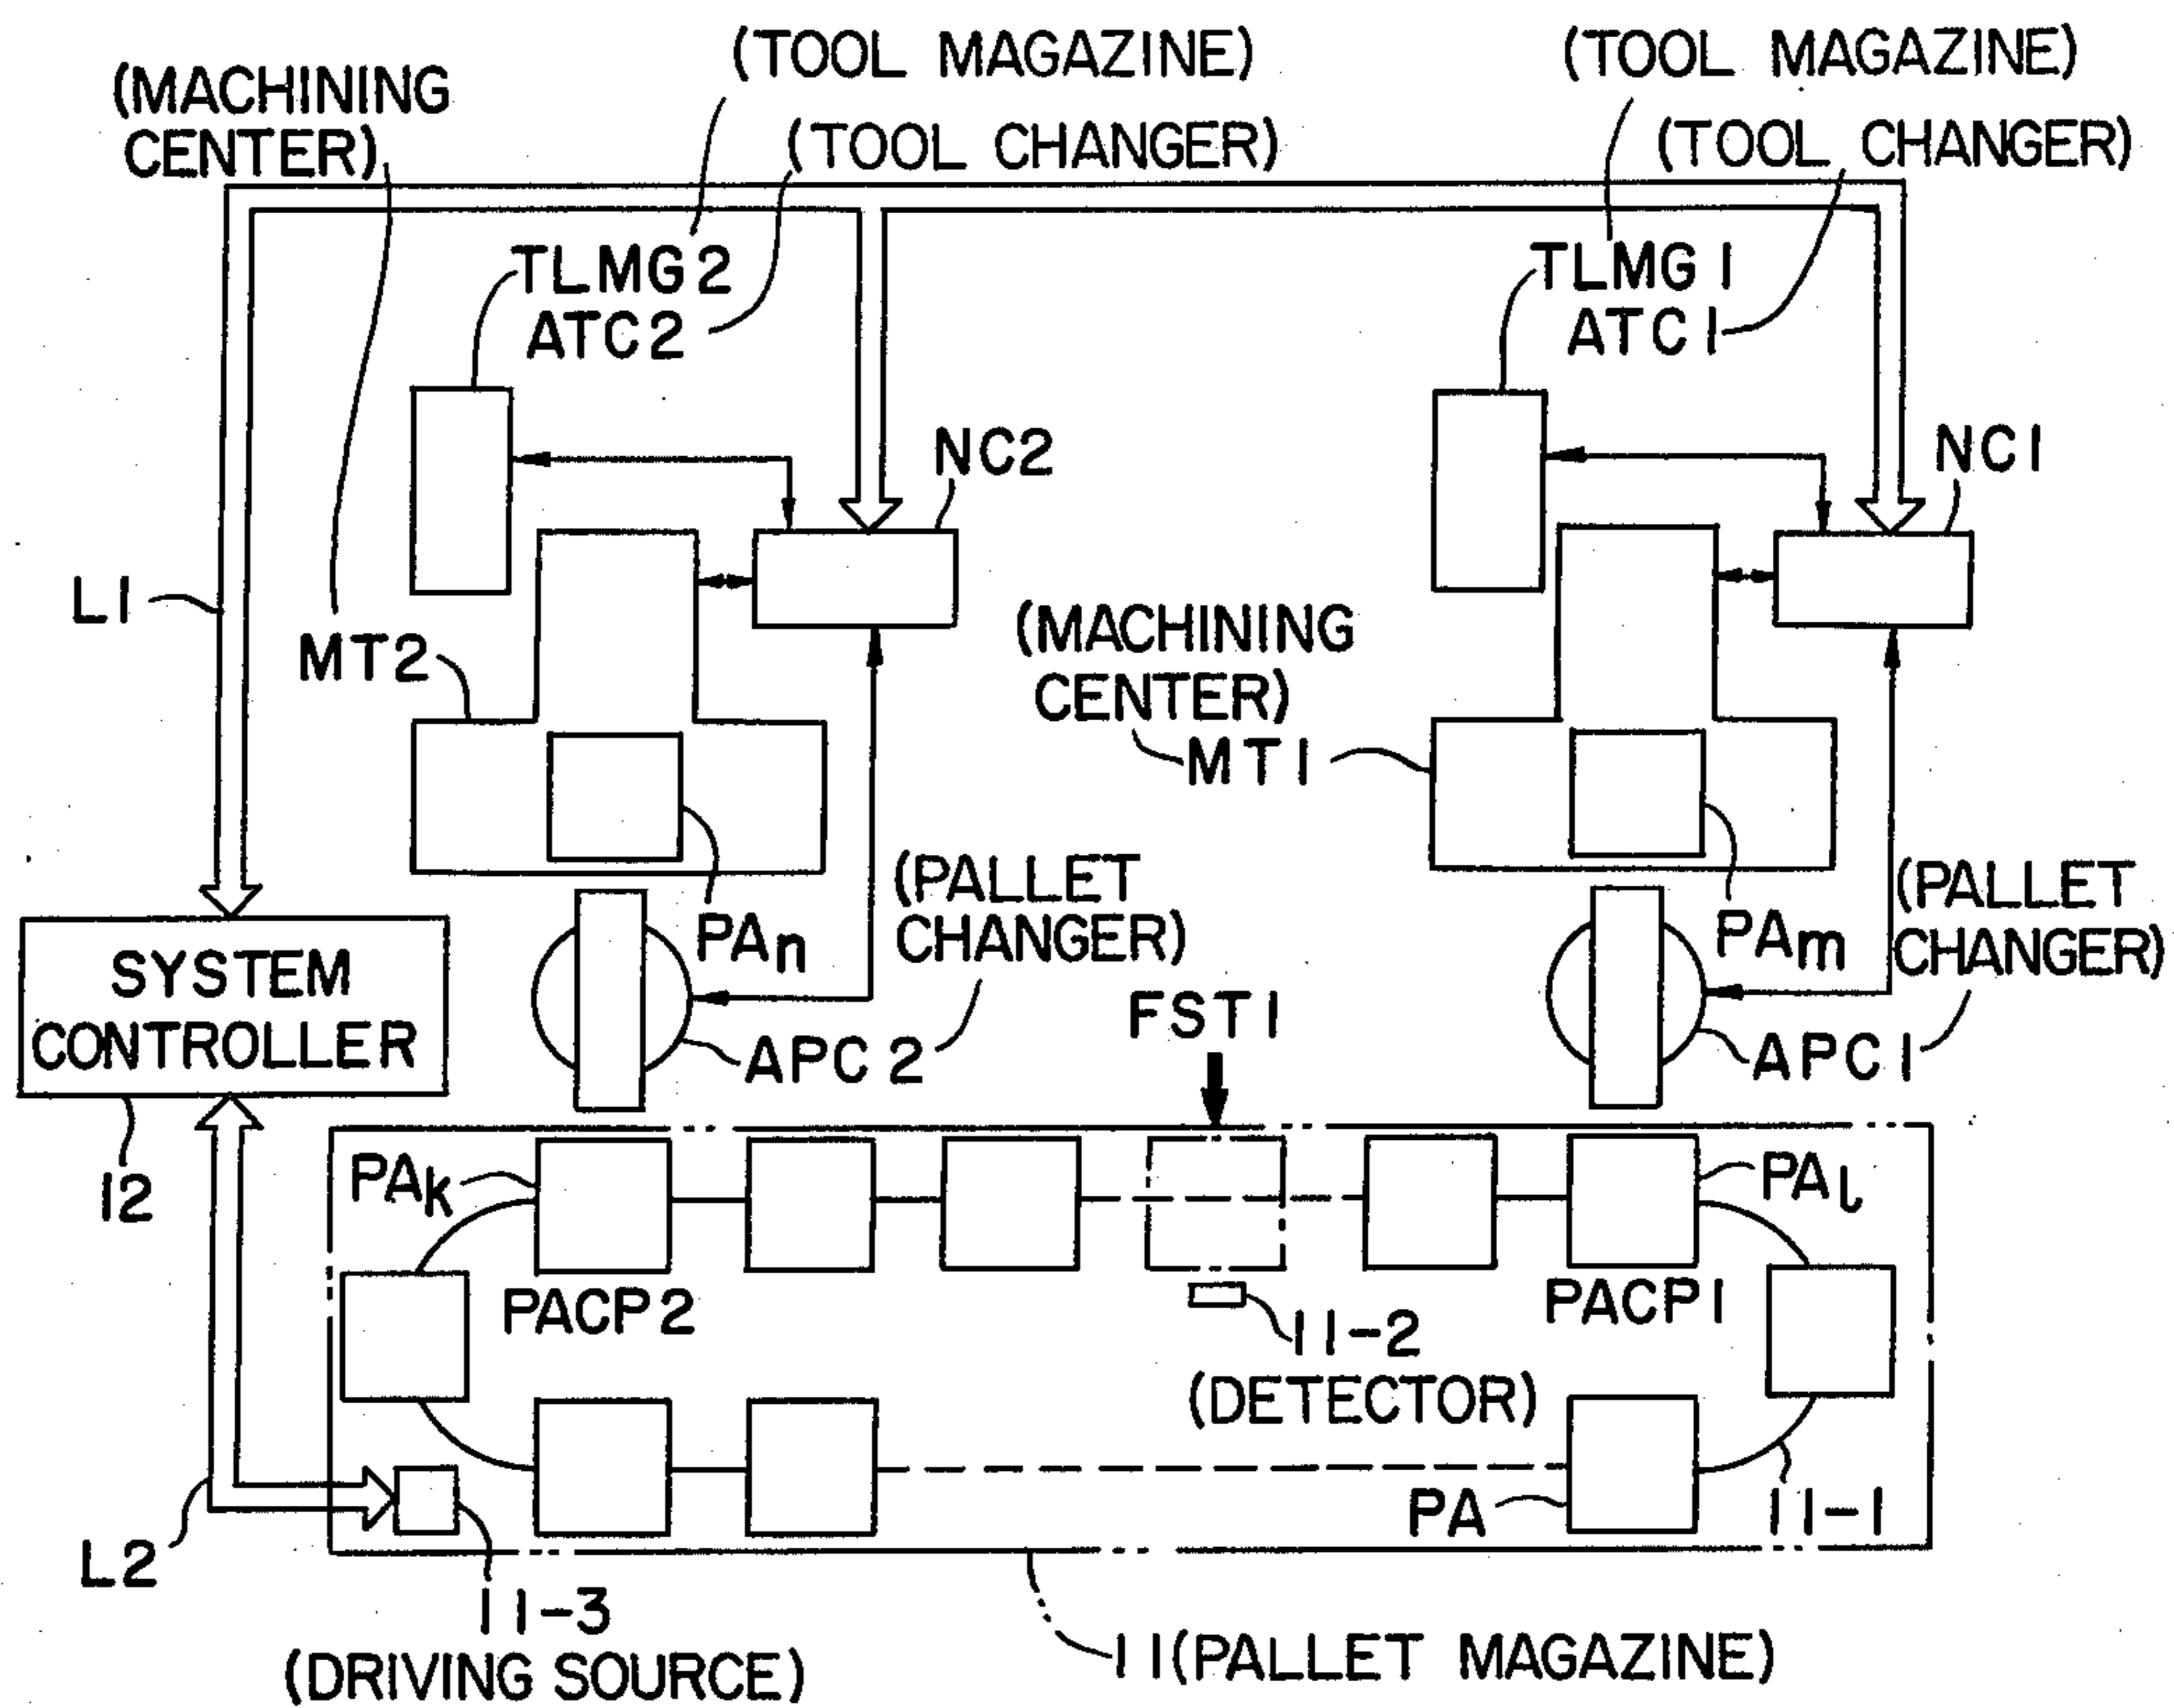 (TOOL MAGAZINE)
(TOOL MAGAZINE)
(MACHINING
CENTER)
(TOOL CHANGER)
(TOOL CHANGER)
TLMG2
ATC2
TLMG1
ATC1
NC2
NC1
L1
MT2
(MACHINING
CENTER)
MT1
PAn
(PALLET
CHANGER)
PAm
(PALLET
CHANGER)
SYSTEM
CONTROLLER
APC2
FST1
APC1
12
PAk
PAl
PACP2
PACP1
11-2
(DETECTOR)
PA
11-1
L2
11-3
(DRIVING SOURCE)
11(PALLET MAGAZINE)